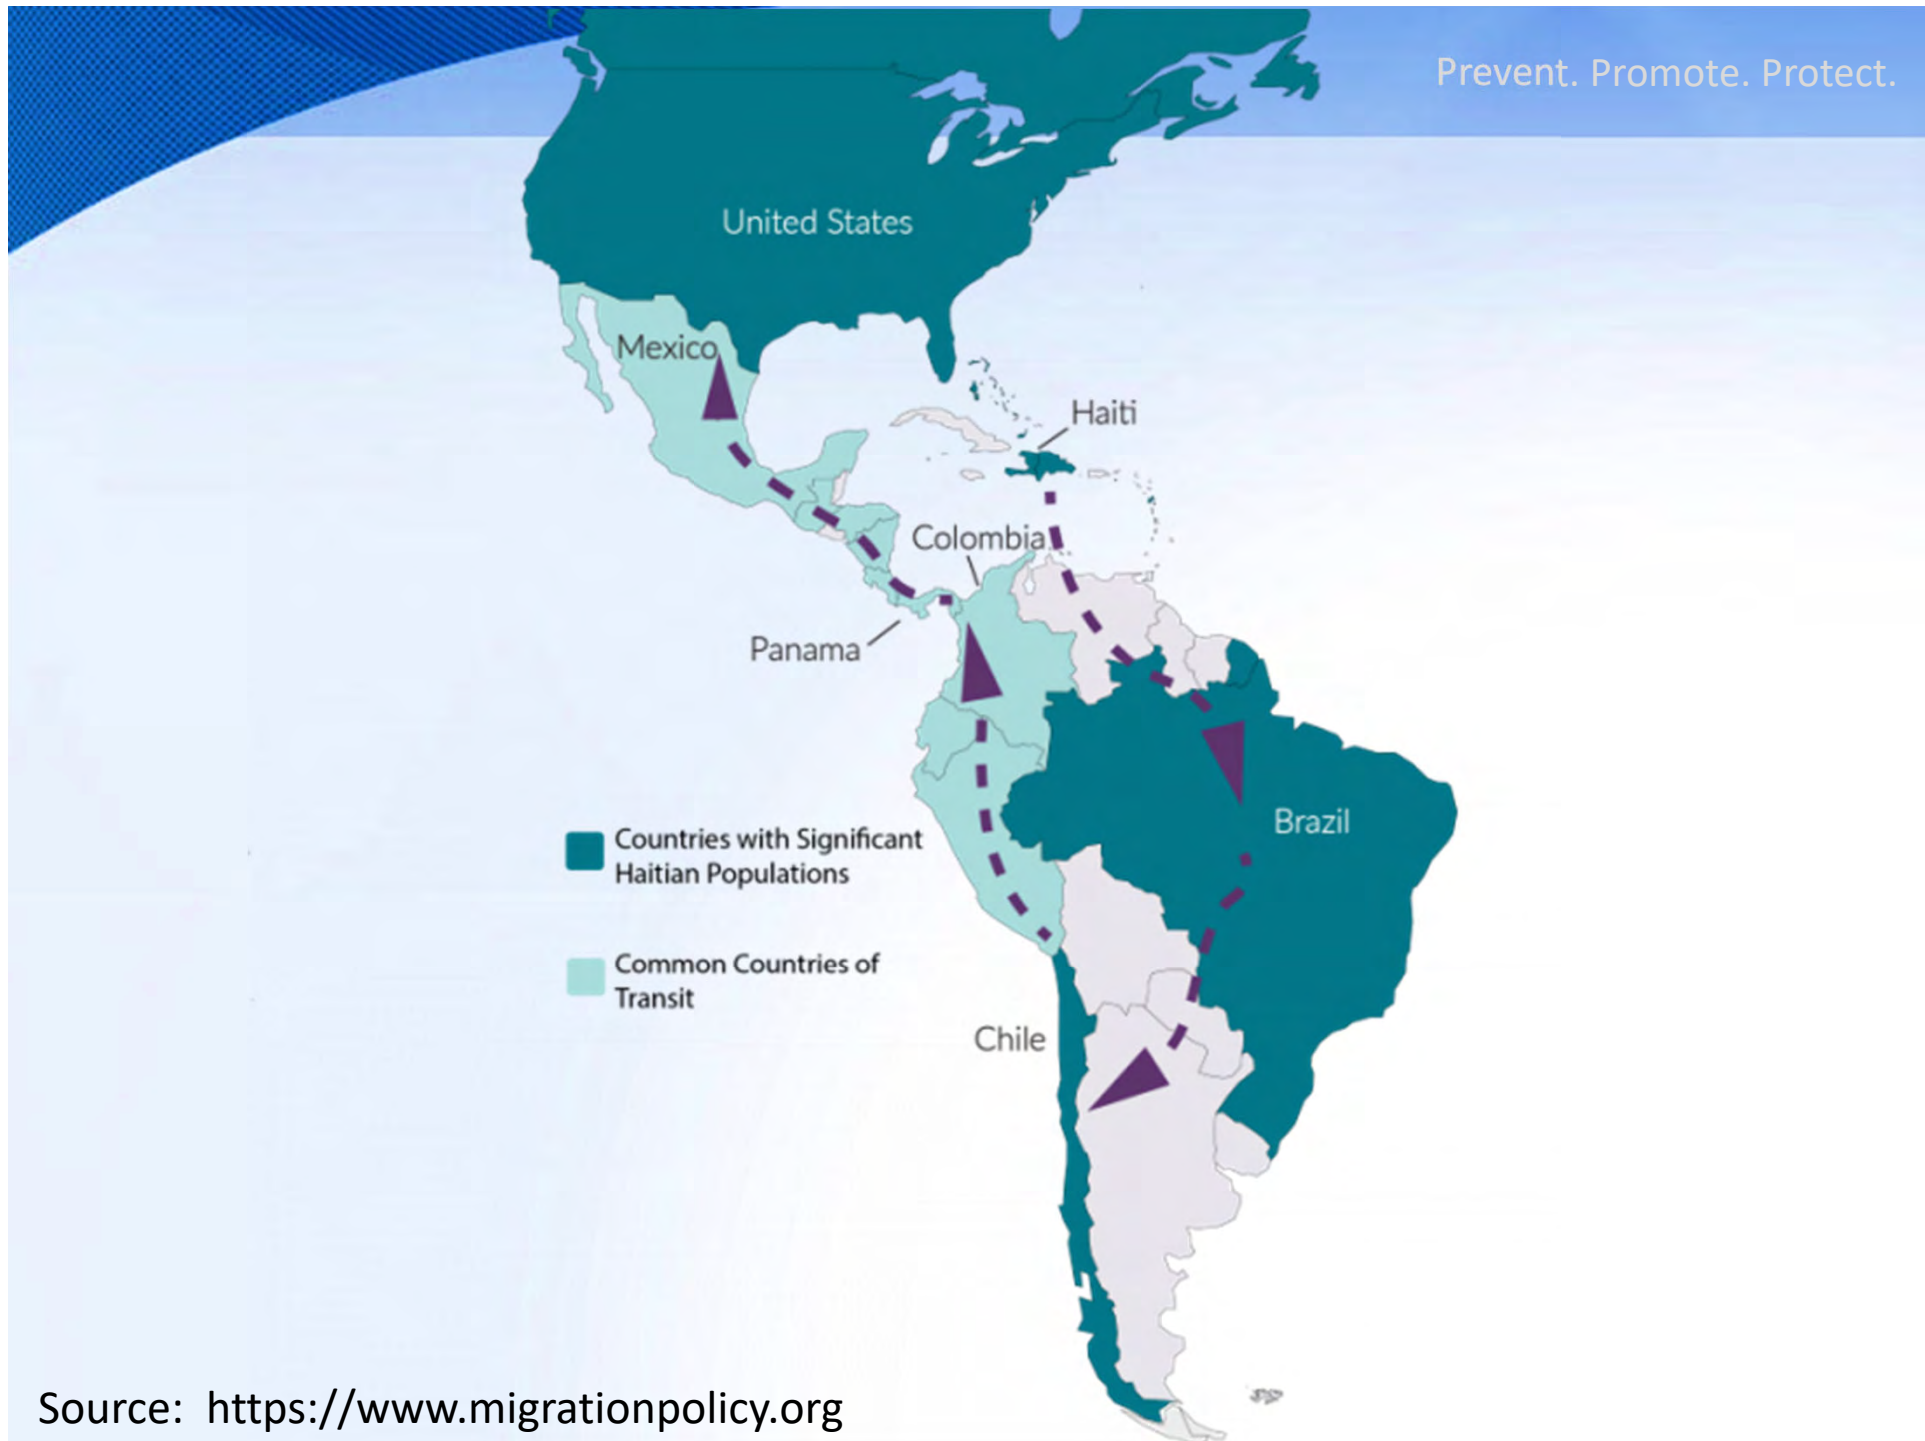 Prevent. Promote. Protect.
United States
Mexico
Haiti
Colombia
Panama
Brazil
Countries with Significant
Haitian Populations
Common Countries of
Transit
Chile
Source:  https://www.migrationpolicy.org